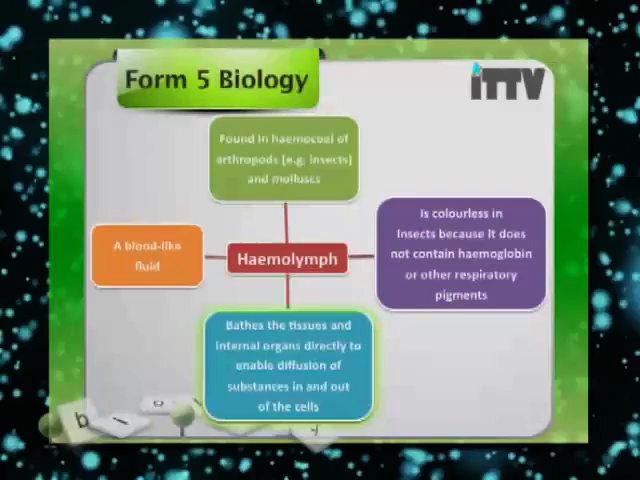 Form 5 Biology
iTTV
Found in haemocoel of
arthropods (e.g. insects)
and molluscs
A blood-like
fluid
Haemolymph
Is colourless in
insects because it does
not contain haemoglobin
or other respiratory
pigments
Bathes the tissues and
internal organs directly to
enable diffusion of
substances in and out
of the cells
b